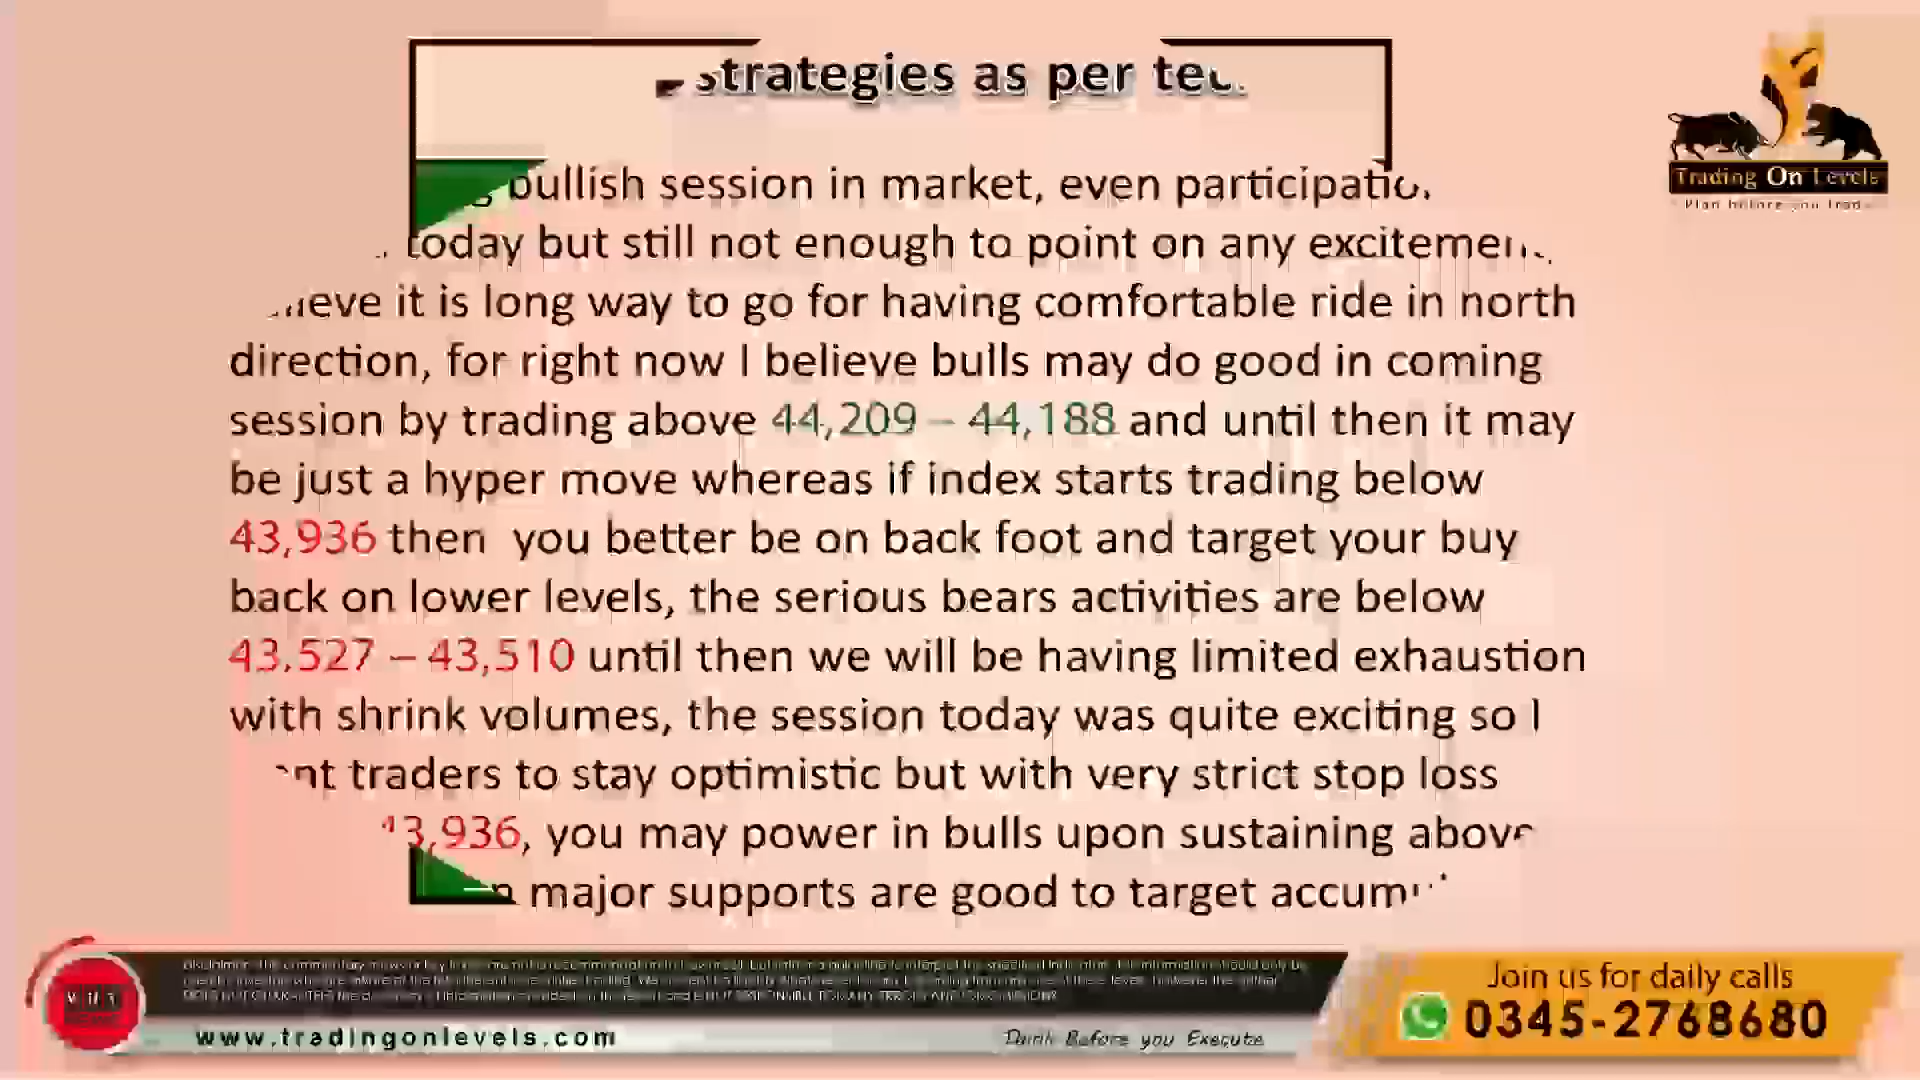 strategies as per
bullish session in market, even
today but still not enough to point on any
it is long way to go for having comfortable ride in north
direction, for right now I believe bulls may do good in coming
session by trading above 44,209 – 44,188 and until then it may
be just a hyper move whereas if index starts trading below
43,936 then you better be on back foot and target your buy
back on lower levels, the serious bears activities are below
43,527 – 43,510 until then we will be having limited exhaustion
with shrink volumes, the session today was quite exciting so I
traders to stay optimistic but with very strict stop loss
43,936, you may power in bulls upon sustaining above
major supports are good to target
Trading On Levels
Plan before you Trade
www.tradingonlevels.com
Think Before you Execute
Join us for daily calls
0345-2768680